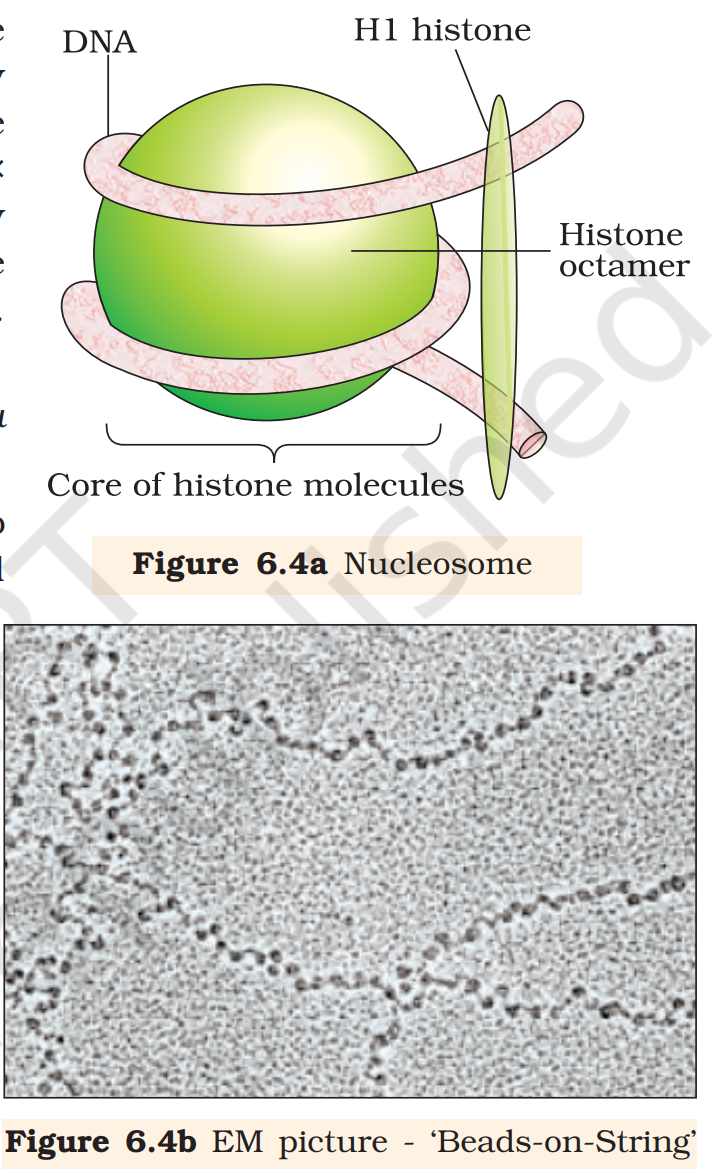 DNA
H1 histone
Histone
octamer
Core of histone molecules
Figure 6.4a Nucleosome
Figure 6.4b EM picture - ‘Beads-on-String’